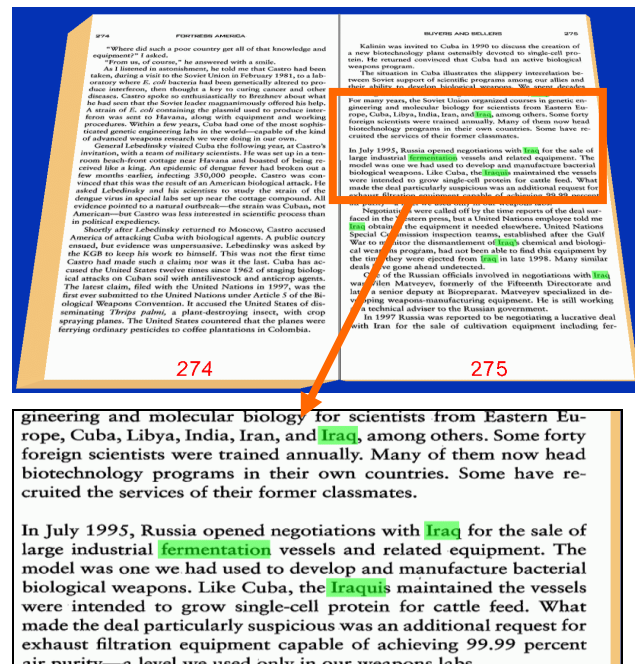 274 FORTRESS AMERICA
"Where did such a poor country get all of that knowledge and
equipment?" I asked.
"From us, of course," he answered with a smile.
As I listened in astonishment, he told me that Castro had been
taken, during a visit to the Soviet Union in February 1981, to a lab-
oratory where E. coli bacteria had been genetically altered to pro-
duce interferon, then thought a key to curing cancer and other
diseases. Castro spoke so enthusiastically to Brezhnev about what
he had seen that the Soviet leader magnanimously offered his help.
A strain of E. coli containing the plasmid used to produce inter-
feron was sent to Havana, along with equipment and working
procedures. Within a few years, Cuba had one of the most sophis-
ticated genetic engineering labs in the world—capable of the kind
of advanced weapons research we were doing in our own.
General Lebedinsky visited Cuba the following year, at Castro's
invitation, with a team of military scientists. He was set up in a ten-
room beach-front cottage near Havana and boasted of being re-
ceived like a king. An epidemic of dengue fever had broken out a
few months earlier, infecting 350,000 people. Castro was con-
vinced that this was the result of an American biological attack. He
asked Lebedinsky and his scientists to study the strain of the
dengue virus in special labs set up near the cottage compound. All
evidence pointed to a natural outbreak—the strain was Cuban, not
American—but Castro was less interested in scientific process than
in political expediency.
Shortly after Lebedinsky returned to Moscow, Castro accused
America of attacking Cuba with biological agents. A public outcry
ensued, but evidence was unpersuasive. Lebedinsky was asked by
the KGB to keep his work to himself. This was not the first time
Castro had made such a claim; nor was it the last. Cuba has ac-
cused the United States twelve times since 1962 of staging biolog-
ical attacks on Cuban soil with antilivestock and anticrop agents.
The latest claim, filed with the United Nations in 1997, was the
first ever submitted to the United Nations under Article 5 of the Bi-
ological Weapons Convention. It accused the United States of dis-
seminating Thrips palmi, a plant-destroying insect, with crop
spraying planes. The United States countered that the planes were
ferrying ordinary pesticides to coffee plantations in Colombia.
274
BUYERS AND SELLERS 275
Kalinin was invited to Cuba in 1990 to discuss the creation of
a new biotechnology plant ostensibly devoted to single-cell pro-
tein. He returned convinced that Cuba had an active biological
weapons program.
The situation in Cuba illustrates the slippery interrelation be-
tween Soviet support of scientific programs among our allies and
their ability to develop biological weapons. We spent decades
For many years, the Soviet Union organized courses in genetic en-
gineering and molecular biology for scientists from Eastern Eu-
rope, Cuba, Libya, India, Iran, and Iraq, among others. Some forty
foreign scientists were trained annually. Many of them now head
biotechnology programs in their own countries. Some have re-
cruited the services of their former classmates.
In July 1995, Russia opened negotiations with Iraq for the sale of
large industrial fermentation vessels and related equipment. The
model was one we had used to develop and manufacture bacterial
biological weapons. Like Cuba, the Iraquis maintained the vessels
were intended to grow single-cell protein for cattle feed. What
made the deal particularly suspicious was an additional request for
exhaust filtration equipment capable of achieving 99.99 percent
air purity—a level we used only in our weapons labs.
Negotiations were called off by the time reports of the deal sur-
faced in the press, but a United Nations employee told me
Iraq obtained the equipment it needed elsewhere. United Nations
Special inspection teams, established after the Gulf
War to monitor the dismantlement of Iraq's chemical and biologi-
cal program, had not been able to find this equipment by
the time they were ejected from Iraq in late 1998. Many similar
deals have gone about undetected.
One of the Russian officials involved in negotiations with Iraq
was Vilen Matveyev, formerly of the Fifteenth Directorate and
a senior deputy at Biopreparat. Matveyev specialized in de-
veloping weapons-manufacturing equipment. He is still working
technical adviser to the Russian government.
In 1997 Russia was reported to be negotiating a lucrative deal
with Iran for the sale of cultivation equipment including fer-
275
gineering and molecular biology for scientists from Eastern Eu-
rope, Cuba, Libya, India, Iran, and Iraq, among others. Some forty
foreign scientists were trained annually. Many of them now head
biotechnology programs in their own countries. Some have re-
cruited the services of their former classmates.
In July 1995, Russia opened negotiations with Iraq for the sale of
large industrial fermentation vessels and related equipment. The
model was one we had used to develop and manufacture bacterial
biological weapons. Like Cuba, the Iraquis maintained the vessels
were intended to grow single-cell protein for cattle feed. What
made the deal particularly suspicious was an additional request for
exhaust filtration equipment capable of achieving 99.99 percent
air purity—a level we used only in our weapons labs